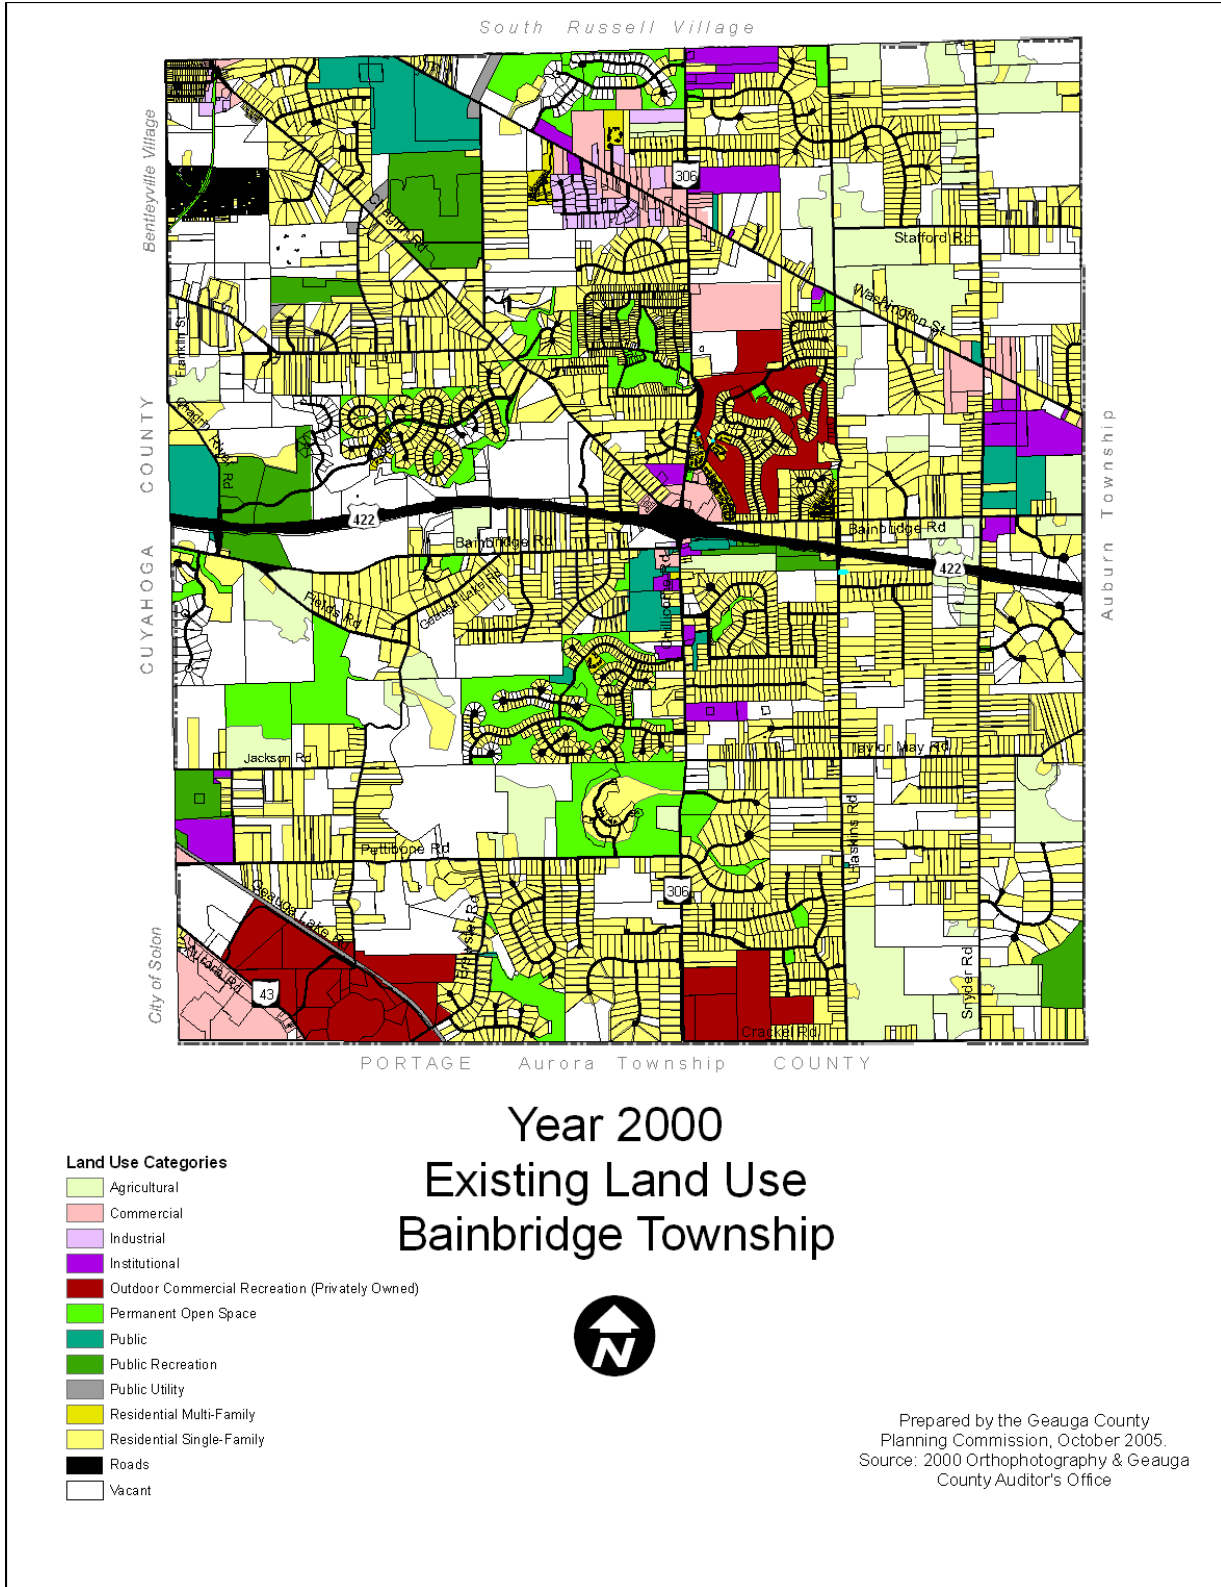 South Russell Village
Bentleyville Village
306
Stafford Rd
Washington St
Franklin St
COUNTY
CUYAHOGA
Rd
422
Bainbridge Rd
Bainbridge Rd
422
Auburn Township
Fields Rd
Geauga Lake Rd
Jackson Rd
Taylor May Rd
Haskins Rd
Pettibone Rd
306
Geauga Lake R
City of Solon
Aurora Rd
43
Snyder Rd
Crackel Rd.
PORTAGE Aurora Township COUNTY
Year 2000
Existing Land Use
Bainbridge Township
Land Use Categories
Agricultural
Commercial
Industrial
Institutional
Outdoor Commercial Recreation (Privately Owned)
Permanent Open Space
Public
Public Recreation
Public Utility
Residential Multi-Family
Residential Single-Family
Roads
Vacant
N
Prepared by the Geauga County
Planning Commission, October 2005.
Source: 2000 Orthophotography & Geauga
County Auditor's Office